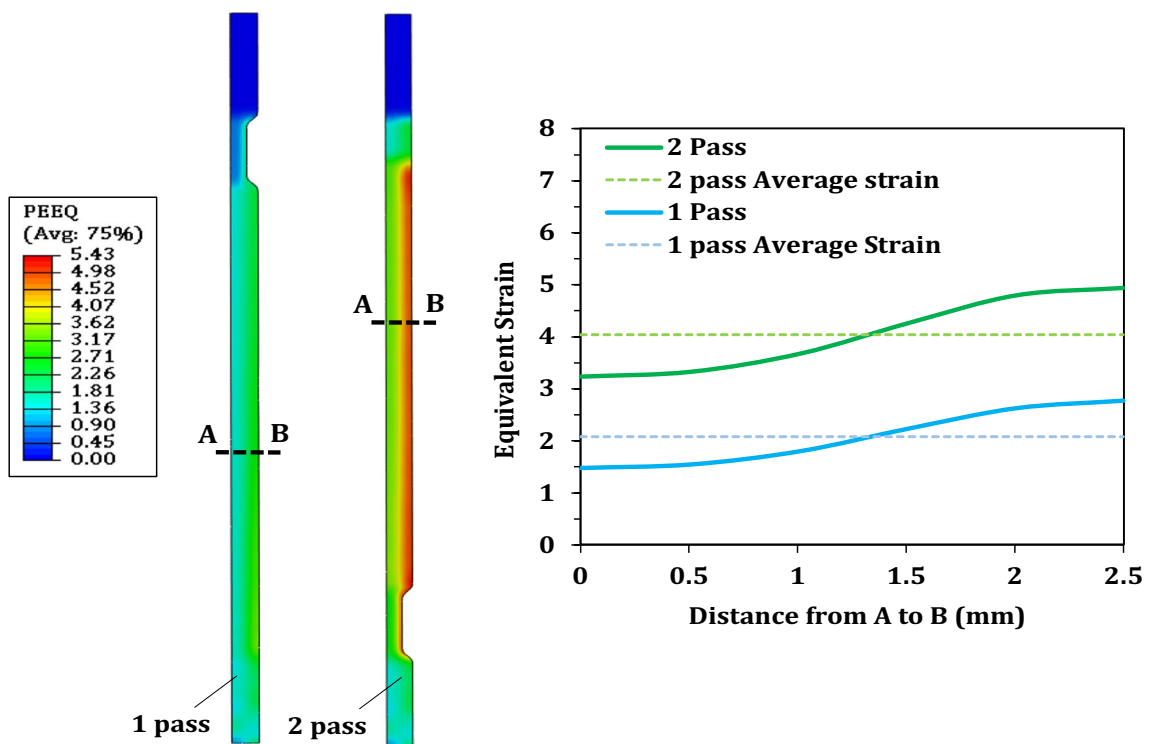 PEEQ
(Avg: 75%)
5.43
4.98
4.52
4.07
3.62
3.17
2.71
2.26
1.81
1.36
0.90
0.45
0.00
A B
A B
1 pass
2 pass
2 Pass
2 pass Average strain
1 Pass
1 pass Average Strain
Equivalent Strain
8
7
6
5
4
3
2
1
0
0 0.5 1 1.5 2 2.5
Distance from A to B (mm)